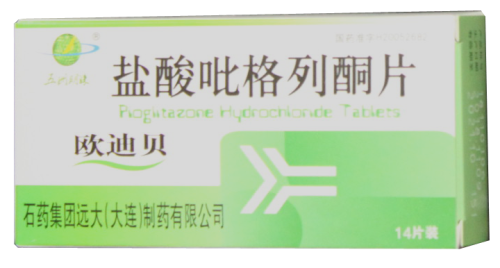 盐酸吡格列酮片
Pioglitazone Hydrochloride Tablets
欧迪贝
石药集团远大(大连)制药有限公司
14片装